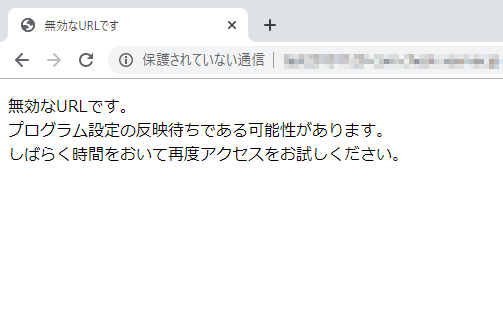 無効なURLです
保護されていない通信
無効なURLです。
プログラム設定の反映待ちである可能性があります。
しばらく時間をおいて再度アクセスをお試しください。